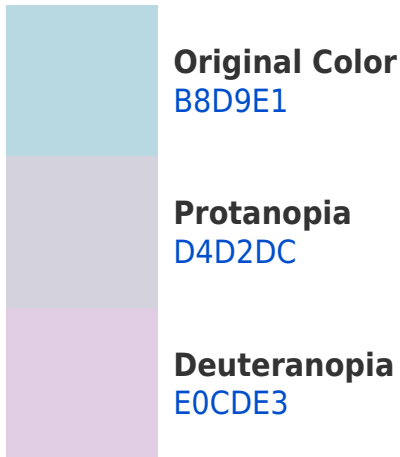 Original Color
B8D9E1
Protanopia
D4D2DC
Deuteranopia
E0CDE3